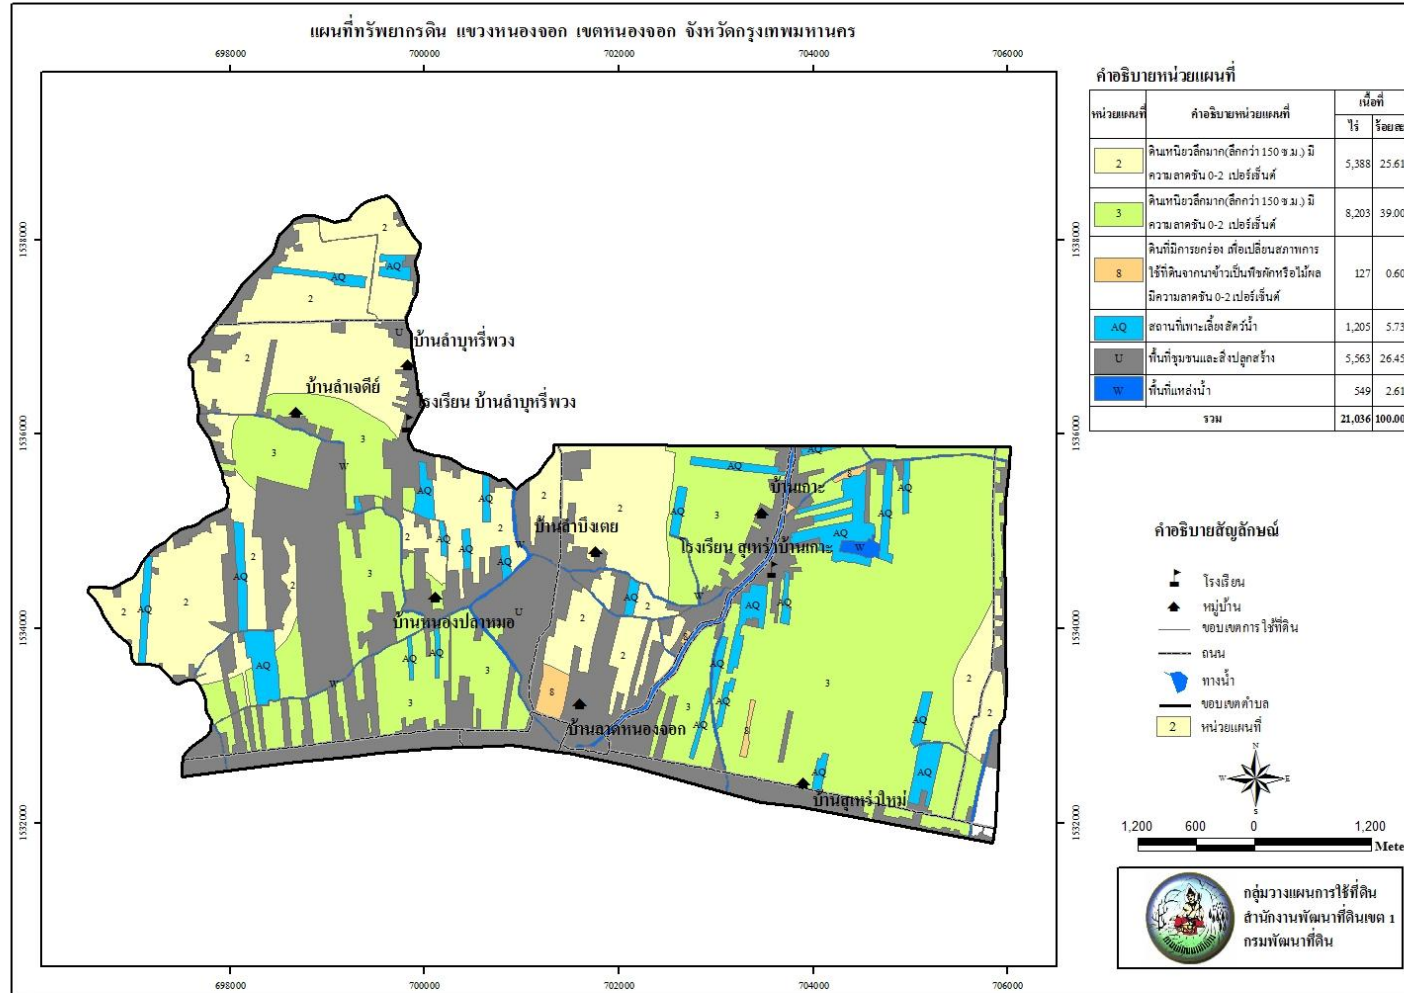 แผนที่ทรัพยากรดิน แขวงหนองจอก เขตหนองจอก จังหวัดกรุงเทพมหานคร
698000 700000 702000 704000 706000
คำอธิบายหน่วยแผนที่
หน่วยแผนที่ คำอธิบายหน่วยแผนที่ เนื้อที่
ไร่ ร้อยละ
2 ดินเหนียวลึกมาก(ลึกกว่า 150 ซ.ม.) มี
ความลาดชัน 0-2 เปอร์เซ็นต์ 5,388 25.61
3 ดินเหนียวลึกมาก(ลึกกว่า 150 ซ.ม.) มี
ความลาดชัน 0-2 เปอร์เซ็นต์ 8,203 39.00
8 ดินที่มีการยกร่อง เพื่อเปลี่ยนสภาพการ
ใช้ที่ดินจากนาข้าวเป็นพืชผักหรือไม้ผล
มีความลาดชัน 0-2 เปอร์เซ็นต์ 127 0.60
AQ สถานที่เพาะเลี้ยงสัตว์น้ำ 1,205 5.73
U พื้นที่ชุมชนและสิ่งปลูกสร้าง 5,563 26.45
W พื้นที่แหล่งน้ำ 549 2.61
รวม 21,036 100.00
1538000
1536000
1534000
1532000
1538000
1536000
1534000
1532000
บ้านลำบุหรี่พวง
บ้านลำเจดีย์
โรงเรียน บ้านลำบุหรี่พวง
บ้านเกาะ
บ้านลำบึงเตย
โรงเรียน สุเหร่าบ้านเกาะ
บ้านหนองปลาหมอ
บ้านลาดหนองจอก
บ้านสุเหร่าใหม่
คำอธิบายสัญลักษณ์
โรงเรียน
หมู่บ้าน
ขอบเขตการใช้ที่ดิน
ถนน
ทางน้ำ
ขอบเขตตำบล
2 หน่วยแผนที่
N
W E
S
1,200 600 0 1,200
Mete
กลุ่มวางแผนการใช้ที่ดิน
สำนักงานพัฒนาที่ดินเขต 1
กรมพัฒนาที่ดิน
698000 700000 702000 704000 706000